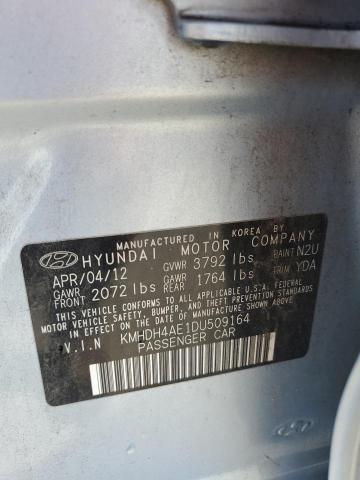 MANUFACTURED IN KOREA BY
HYUNDAI MOTOR COMPANY
APR/04/12 GVWR 3792 lbs PAINT N2U
GAWR FRONT 2072 lbs GAWR REAR 1764 lbs TRIM YDA
THIS VEHICLE CONFORMS TO ALL APPLICABLE U.S.A. FEDERAL
MOTOR VEHICLE SAFETY, BUMPER, AND THEFT PREVENTION
STANDARDS IN EFFECT ON THE DATE OF MANUFACTURE SHOWN ABOVE.
V.I.N KMHDH4AE1DU509164
PASSENGER CAR